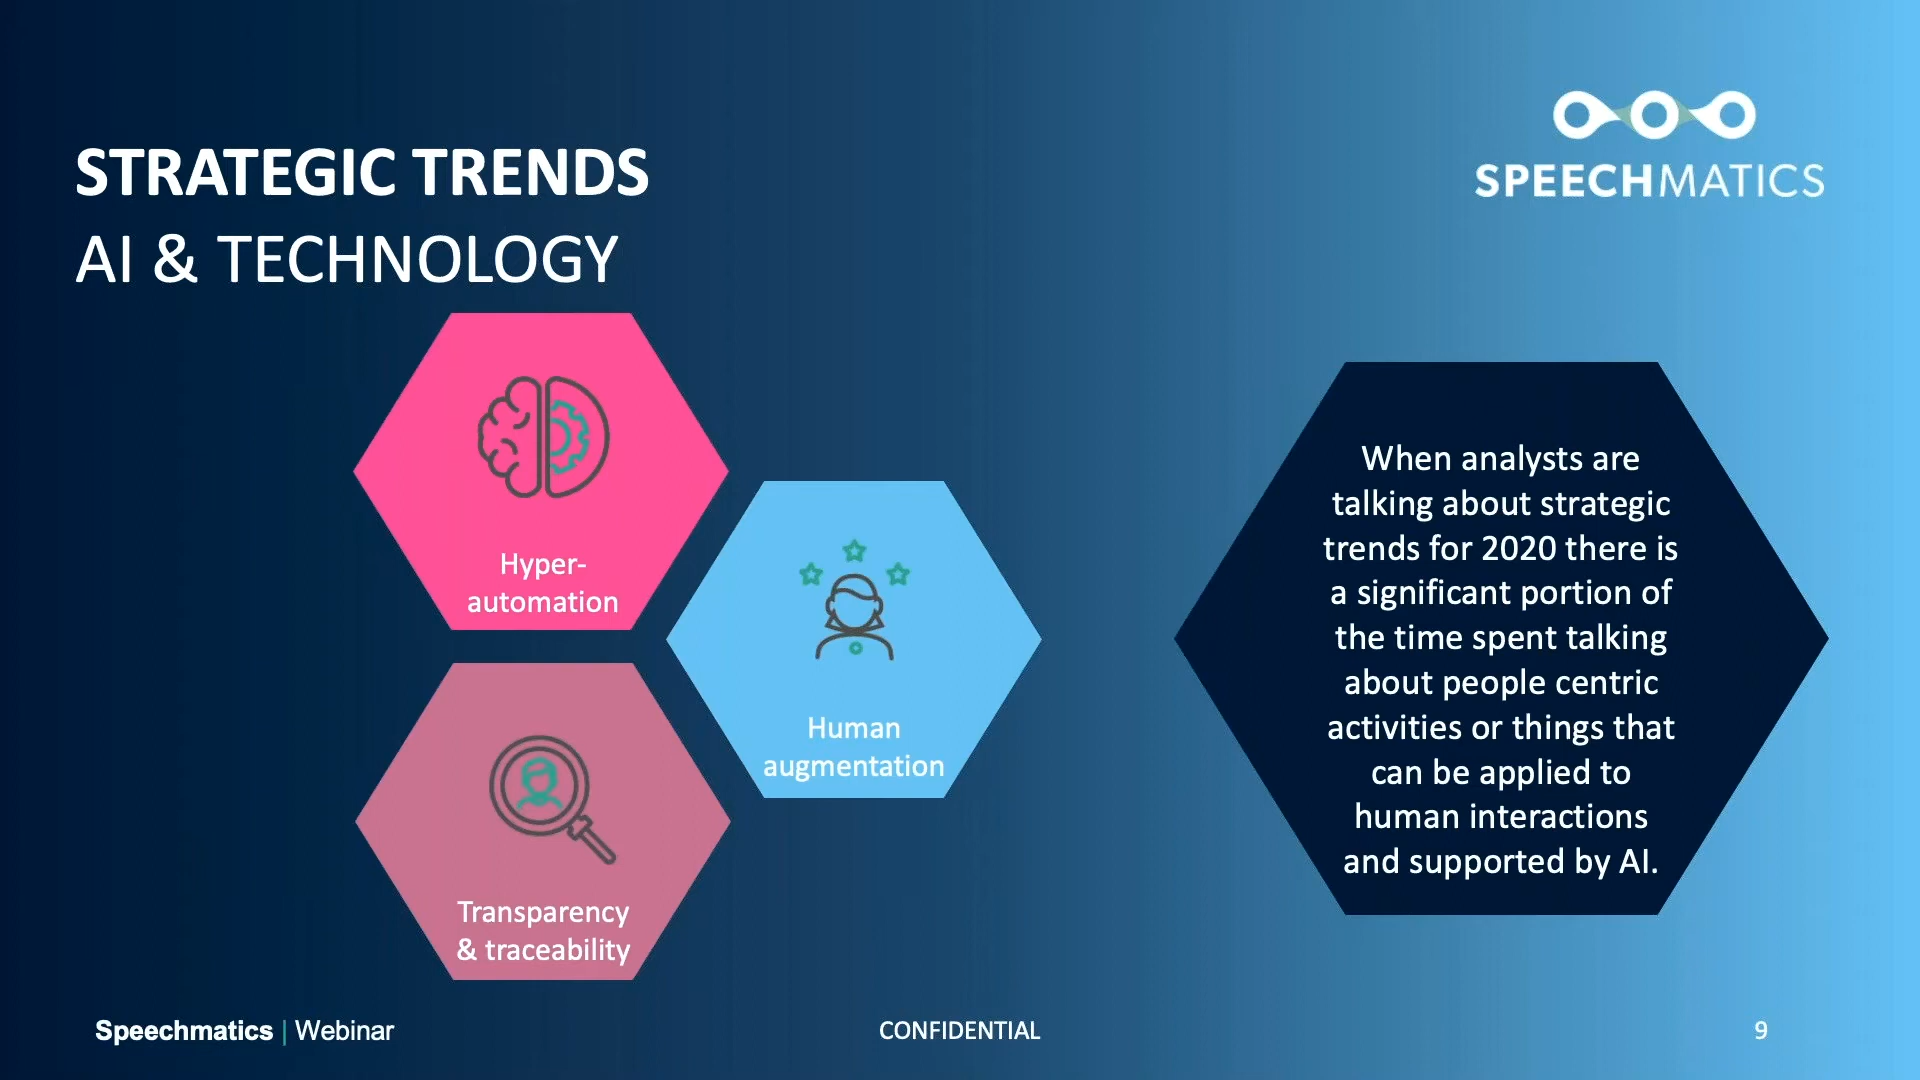 STRATEGIC TRENDS
AI & TECHNOLOGY
SPEECHMATICS
Hyper-
automation
Human
augmentation
Transparency
& traceability
When analysts are
talking about strategic
trends for 2020 there is
a significant portion of
the time spent talking
about people centric
activities or things that
can be applied to
human interactions
and supported by AI.
Speechmatics | Webinar
CONFIDENTIAL
9